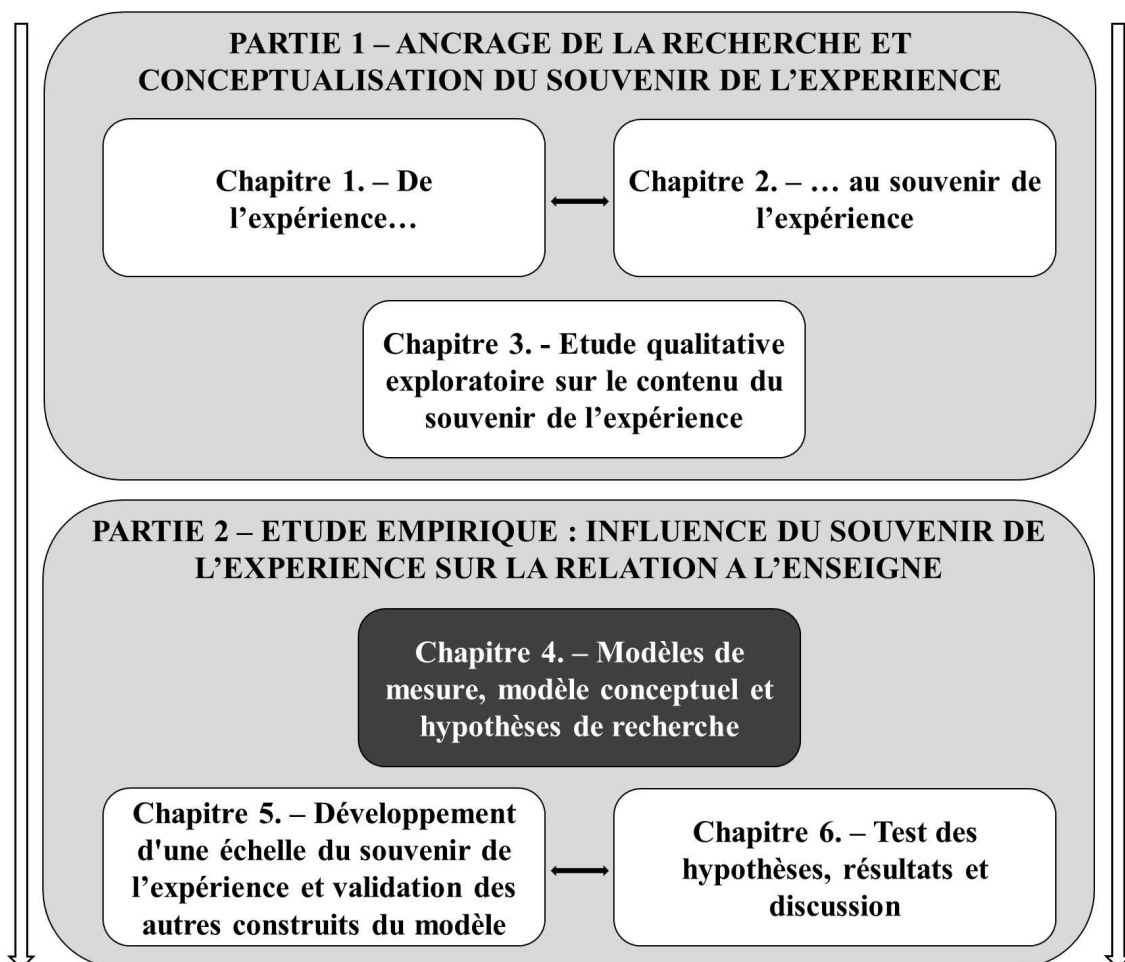 PARTIE 1 – ANCRAGE DE LA RECHERCHE ET
CONCEPTUALISATION DU SOUVENIR DE L’EXPERIENCE
Chapitre 1. – De
l’expérience…
Chapitre 2. – … au souvenir de
l’expérience
Chapitre 3. - Etude qualitative
exploratoire sur le contenu du
souvenir de l’expérience
PARTIE 2 – ETUDE EMPIRIQUE : INFLUENCE DU SOUVENIR DE
L’EXPERIENCE SUR LA RELATION A L’ENSEIGNE
Chapitre 4. – Modèles de
mesure, modèle conceptuel et
hypothèses de recherche
Chapitre 5. – Développement
d'une échelle du souvenir de
l’expérience et validation des
autres construits du modèle
Chapitre 6. – Test des
hypothèses, résultats et
discussion